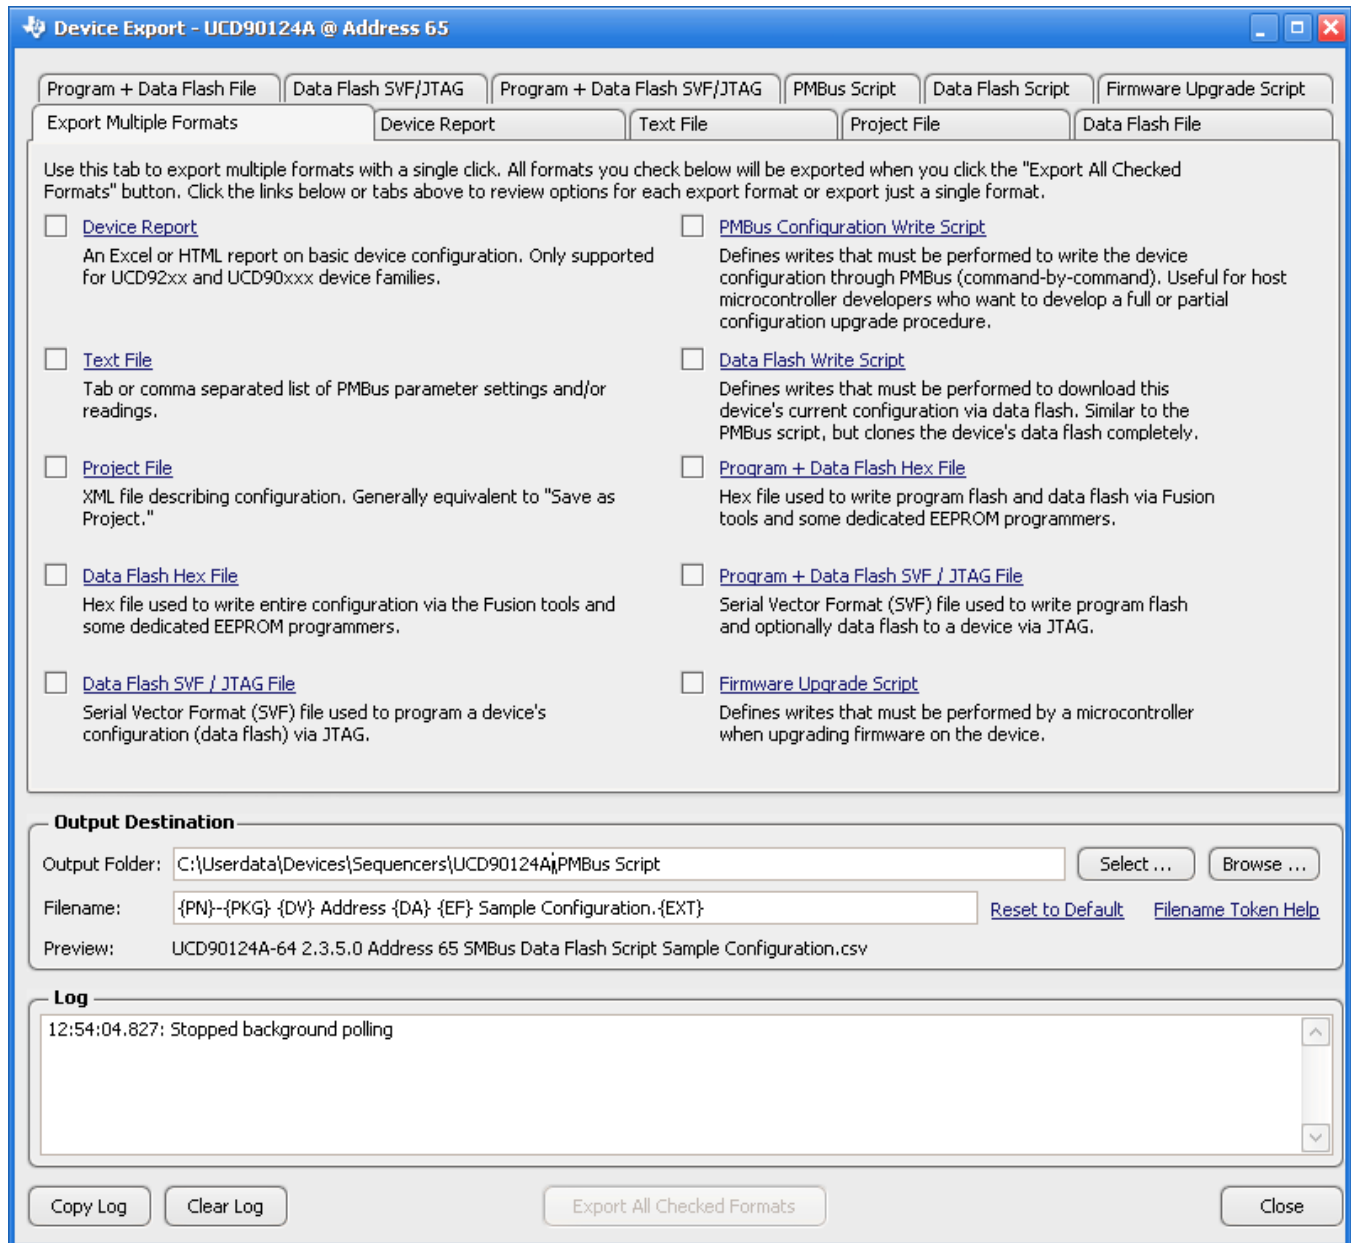 Device Export - UCD90124A @ Address 65
Program + Data Flash File
Data Flash SVF/JTAG
Program + Data Flash SVF/JTAG
PMBus Script
Data Flash Script
Firmware Upgrade Script
Export Multiple Formats
Device Report
Text File
Project File
Data Flash File
Use this tab to export multiple formats with a single click. All formats you check below will be exported when you click the "Export All Checked
Formats" button. Click the links below or tabs above to review options for each export format or export just a single format.
Device Report
An Excel or HTML report on basic device configuration. Only supported
for UCD92xx and UCD90xxx device families.
PMBus Configuration Write Script
Defines writes that must be performed to write the device
configuration through PMBus (command-by-command). Useful for host
microcontroller developers who want to develop a full or partial
configuration upgrade procedure.
Text File
Tab or comma separated list of PMBus parameter settings and/or
readings.
Data Flash Write Script
Defines writes that must be performed to download this
device's current configuration via data flash. Similar to the
PMBus script, but clones the device's data flash completely.
Project File
XML file describing configuration. Generally equivalent to "Save as
Project."
Program + Data Flash Hex File
Hex file used to write program flash and data flash via Fusion
tools and some dedicated EEPROM programmers.
Data Flash Hex File
Hex file used to write entire configuration via the Fusion tools and
some dedicated EEPROM programmers.
Program + Data Flash SVF / JTAG File
Serial Vector Format (SVF) file used to write program flash
and optionally data flash to a device via JTAG.
Data Flash SVF / JTAG File
Serial Vector Format (SVF) file used to program a device's
configuration (data flash) via JTAG.
Firmware Upgrade Script
Defines writes that must be performed by a microcontroller
when upgrading firmware on the device.
Output Destination
Output Folder: C:\Userdata\Devices\Sequencers\UCD90124A\PMBus Script
Select ...
Browse ...
Filename: {PN}-{PKG} {DV} Address {DA} {EF} Sample Configuration.{EXT}
Reset to Default
Filename Token Help
Preview: UCD90124A-64 2.3.5.0 Address 65 SMBus Data Flash Script Sample Configuration.csv
Log
12:54:04.827: Stopped background polling
Copy Log
Clear Log
Export All Checked Formats
Close